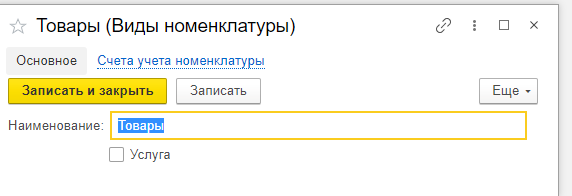 Товары (Виды номенклатуры)
Основное Счета учета номенклатуры
Записать и закрыть Записать Еще
Наименование: Товары
Услуга